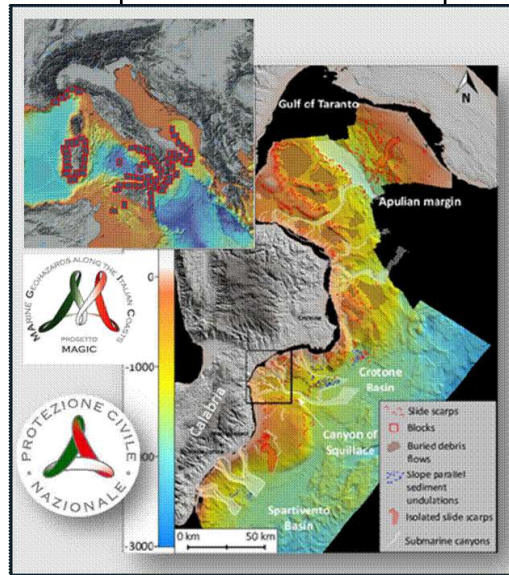 Gulf of Taranto
N
Apulian margin
MARINE GEOHAZARDS ALONG THE ITALIAN COASTS
PROGETTO
MAGIC
0
-1000
-3000
Crotone
Crotone
Basin
Calabria
Canyon of
Squillace
Spartivento
Basin
PROTEZIONE CIVILE
NAZIONALE
Slide scarps
Blocks
Buried debris
flows
Slope parallel
sediment
undulations
Isolated slide scarps
Submarine canyons
0 km
50 km